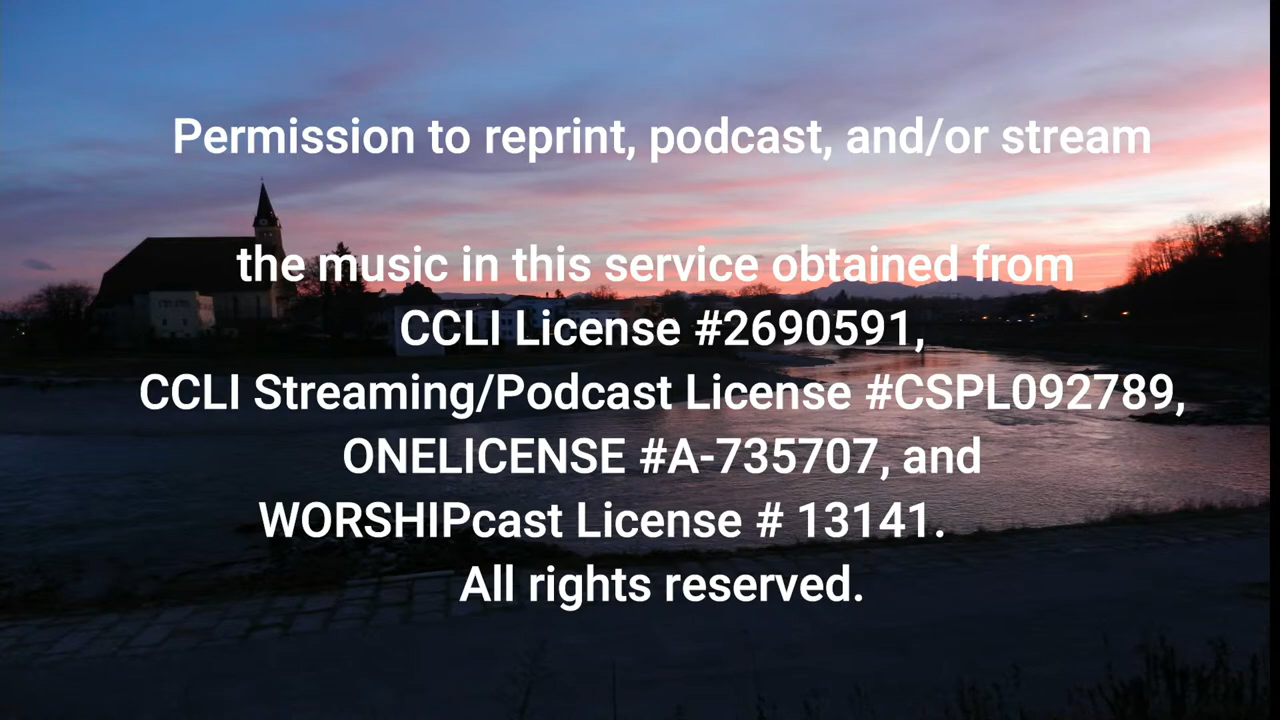 Permission to reprint, podcast, and/or stream
the music in this service obtained from
CCLI License #2690591,
CCLI Streaming/Podcast License #CSPL092789,
ONELICENSE #A-735707, and
WORSHIPcast License # 13141.
All rights reserved.